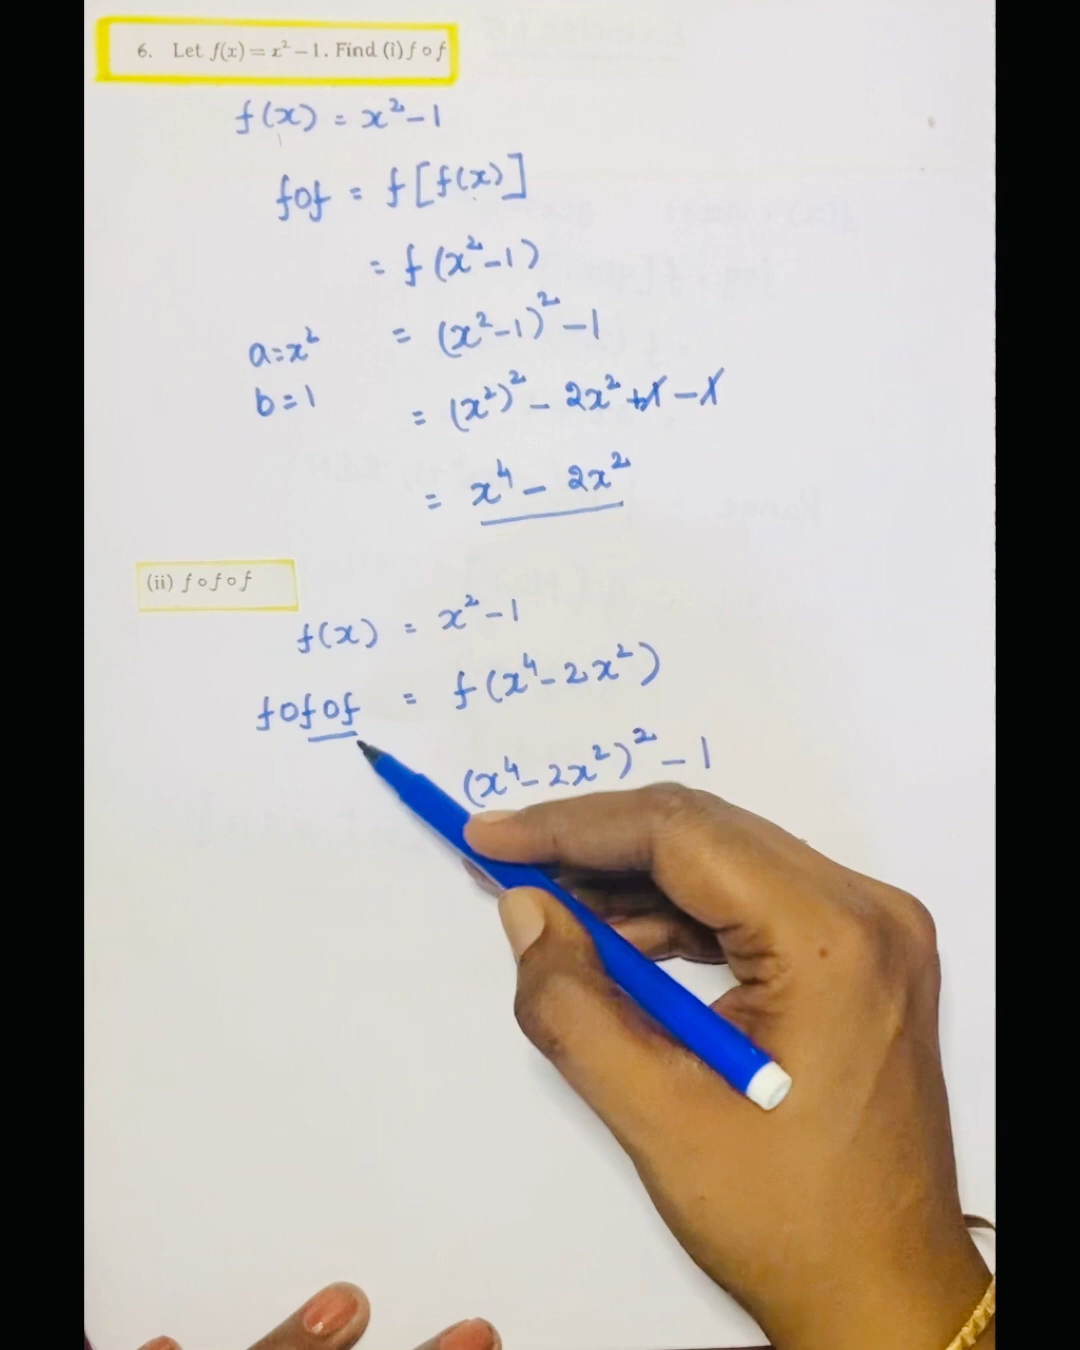 6. Let f(x) = x² – 1. Find (i) f ∘ f
f(x) = x² – 1
fof = f[f(x)]
= f(x² – 1)
= (x² – 1)² – 1
a = x²
b = 1
= (x²)² – 2x² + 1 – 1
= x⁴ – 2x²
(ii) f ∘ f ∘ f
f(x) = x² – 1
fofof = f(x⁴ – 2x²)
(x⁴ – 2x²)² – 1